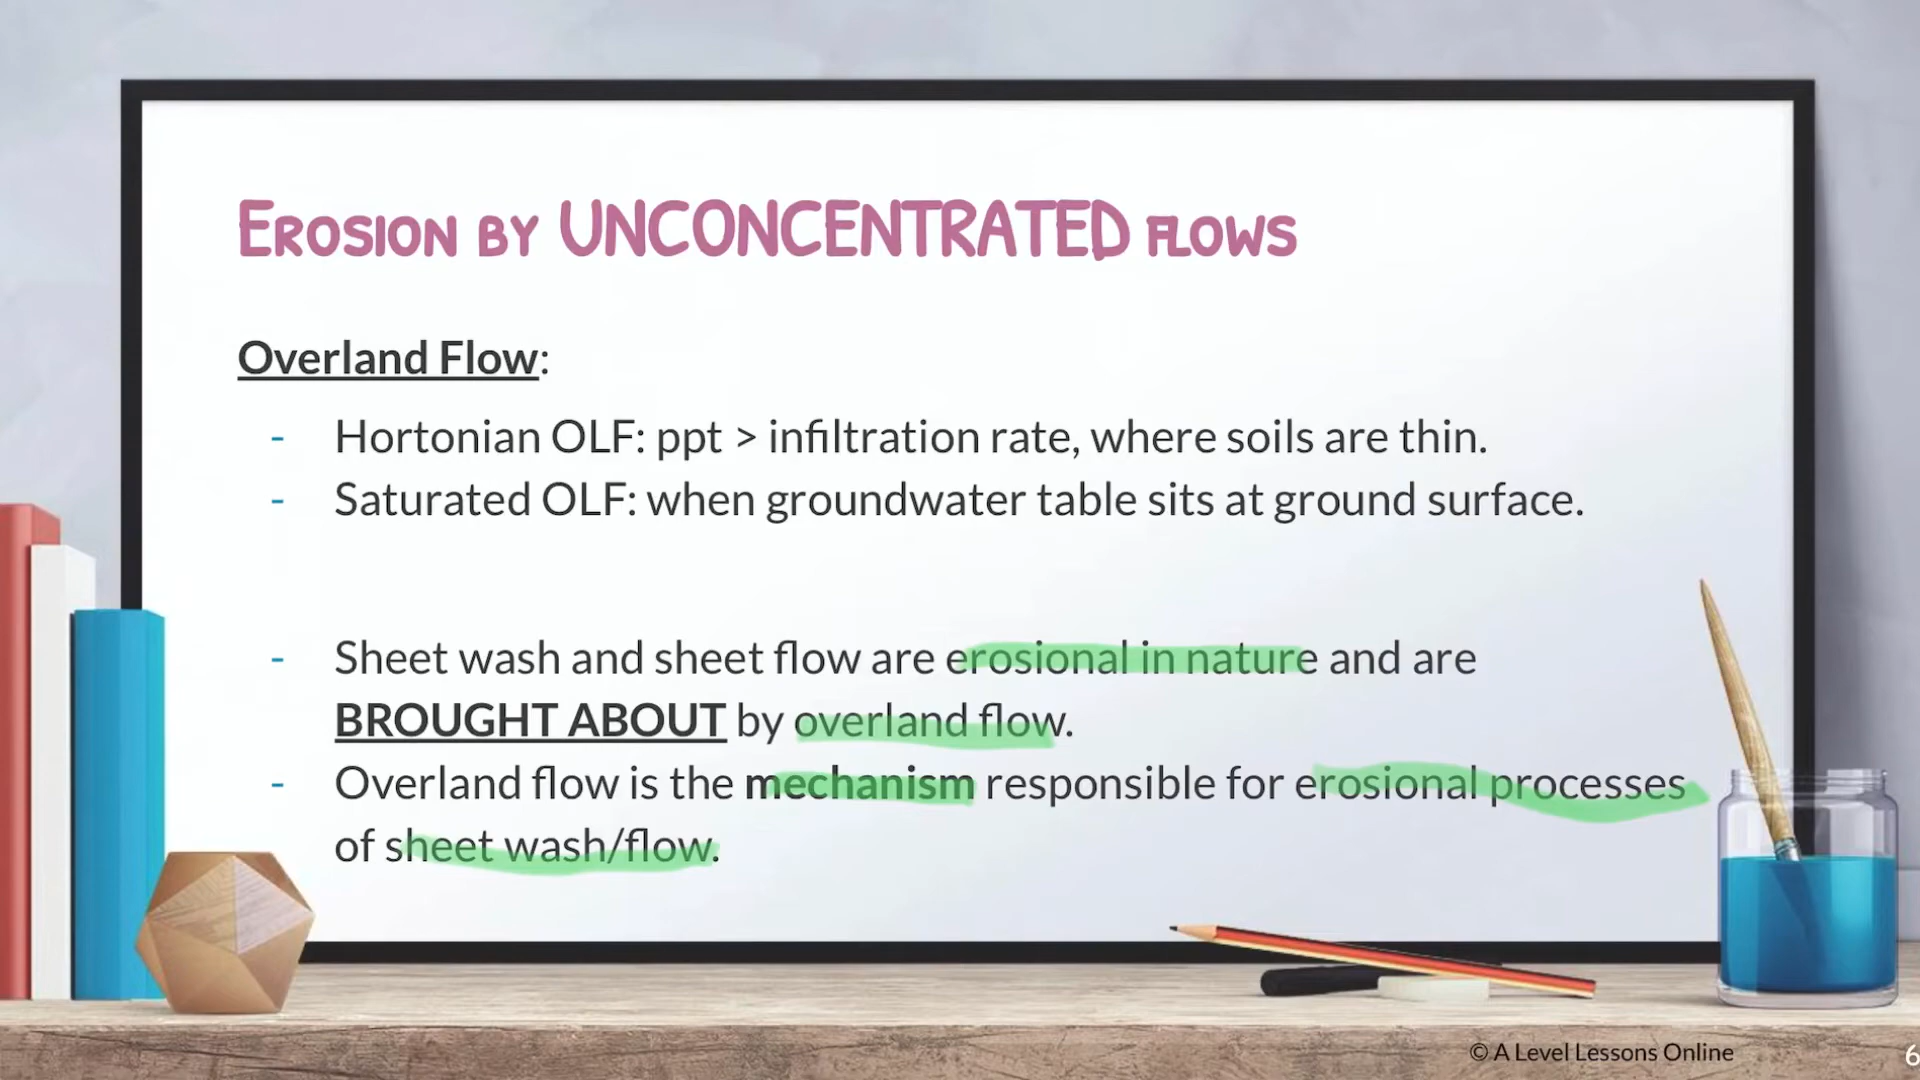 Erosion by UNCONCENTRATED flows
Overland Flow:
- Hortonian OLF: ppt > infiltration rate, where soils are thin.
- Saturated OLF: when groundwater table sits at ground surface.
- Sheet wash and sheet flow are erosional in nature and are
BROUGHT ABOUT by overland flow.
- Overland flow is the mechanism responsible for erosional processes
of sheet wash/flow.
© A Level Lessons Online
6